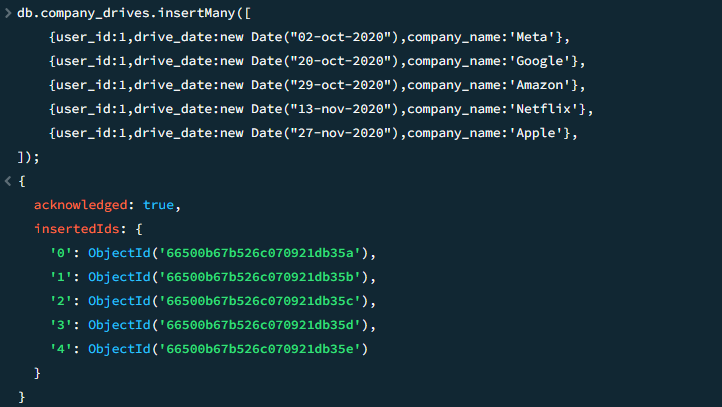 > db.company_drives.insertMany([
{user_id:1,drive_date:new Date("02-oct-2020"),company_name:'Meta'},
{user_id:1,drive_date:new Date("20-oct-2020"),company_name:'Google'},
{user_id:1,drive_date:new Date("29-oct-2020"),company_name:'Amazon'},
{user_id:1,drive_date:new Date("13-nov-2020"),company_name:'Netflix'},
{user_id:1,drive_date:new Date("27-nov-2020"),company_name:'Apple'},
]);
< {
acknowledged: true,
insertedIds: {
'0': ObjectId('66500b67b526c070921db35a'),
'1': ObjectId('66500b67b526c070921db35b'),
'2': ObjectId('66500b67b526c070921db35c'),
'3': ObjectId('66500b67b526c070921db35d'),
'4': ObjectId('66500b67b526c070921db35e')
}
}